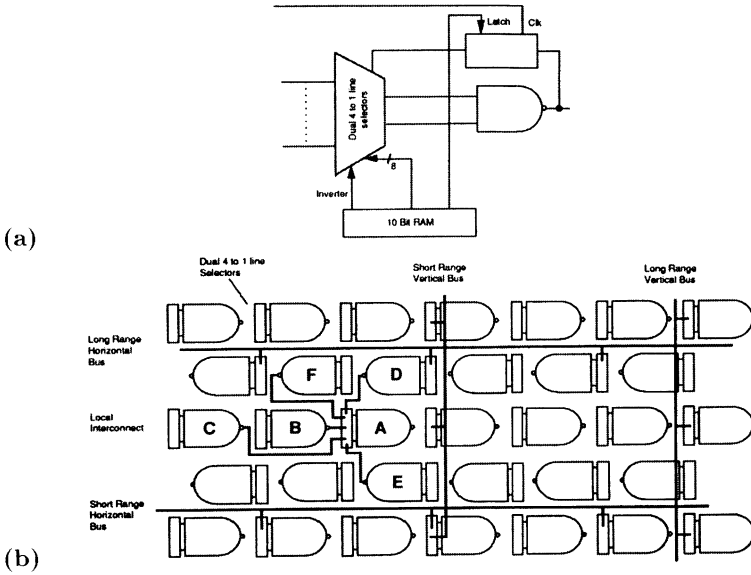 Latch
Clk
Dual 4 to 1 line
selectors
8
Inverter
10 Bit RAM
(a)
Dual 4 to 1 line
Selectors
Short Range
Vertical Bus
Long Range
Vertical Bus
Long Range
Horizontal
Bus
F
D
Local
Interconnect
C
B
A
E
Short Range
Horizontal
Bus
(b)